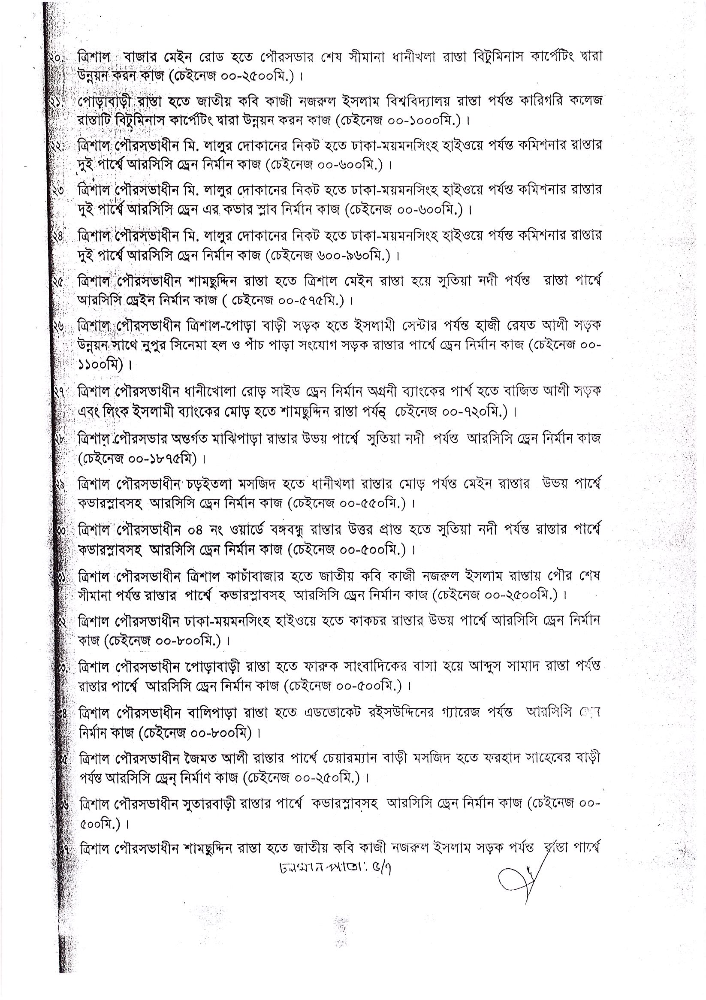 ২০. ত্রিশাল বাজার মেইন রোড হতে পৌরসভার শেষ সীমানা ধানীখলা রাস্তা বিটুমিনাস কার্পেটিং দ্বারা
উন্নয়ন করন কাজ (চেইনেজ ০০-২৫০০মি.) ।
২১. পোড়াবাড়ী রাস্তা হতে জাতীয় কবি কাজী নজরুল ইসলাম বিশ্ববিদ্যালয় রাস্তা পর্যন্ত কারিগরি কলেজ
রাস্তাটি বিটুমিনাস কার্পেটিং দ্বারা উন্নয়ন করন কাজ (চেইনেজ ০০-১০০০মি.) ।
২২. ত্রিশাল পৌরসভাধীন মি. লালুর দোকানের নিকট হতে ঢাকা-ময়মনসিংহ হাইওয়ে পর্যন্ত কমিশনার রাস্তার
দুই পার্শ্বে আরসিসি ড্রেন নির্মান কাজ (চেইনেজ ০০-৬০০মি.) ।
২৩ ত্রিশাল পৌরসভাধীন মি. লালুর দোকানের নিকট হতে ঢাকা-ময়মনসিংহ হাইওয়ে পর্যন্ত কমিশনার রাস্তার
দুই পার্শ্বে আরসিসি ড্রেন এর কভার স্লাব নির্মান কাজ (চেইনেজ ০০-৬০০মি.) ।
২৪ ত্রিশাল পৌরসভাধীন মি. লালুর দোকানের নিকট হতে ঢাকা-ময়মনসিংহ হাইওয়ে পর্যন্ত কমিশনার রাস্তার
দুই পার্শ্বে আরসিসি ড্রেন নির্মান কাজ (চেইনেজ ৬০০-৯৬০মি.) ।
২৫ ত্রিশাল পৌরসভাধীন শামছুদ্দিন রাস্তা হতে ত্রিশাল মেইন রাস্তা হয়ে সুতিয়া নদী পর্যন্ত রাস্তা পার্শ্বে
আরসিসি ড্রেইন নির্মান কাজ ( চেইনেজ ০০-৫৭৫মি.) ।
২৬ ত্রিশাল পৌরসভাধীন ত্রিশাল-পোড়া বাড়ী সড়ক হতে ইসলামী সেন্টার পর্যন্ত হাজী রেযত আলী সড়ক
উন্নয়ন সাথে নুপুর সিনেমা হল ও পাঁচ পাড়া সংযোগ সড়ক রাস্তার পার্শ্বে ড্রেন নির্মান কাজ (চেইনেজ ০০-
১১০০মি) ।
২৭ ত্রিশাল পৌরসভাধীন ধানীখোলা রোড় সাইড ড্রেন নির্মান অগ্রনী ব্যাংকের পার্শ্ব হতে বাজিত আলী সড়ক
এবং লিংক ইসলামী ব্যাংকের মোড় হতে শামছুদ্দিন রাস্তা পর্যন্ত্ চেইনেজ ০০-৭২০মি.) ।
২৮ ত্রিশাল পৌরসভার অন্তর্গত মাঝিপাড়া রাস্তার উভয় পার্শ্বে সুতিয়া নদী পর্যন্ত আরসিসি ড্রেন নির্মান কাজ
(চেইনেজ ০০-১৮৭৫মি) ।
২৯ ত্রিশাল পৌরসভাধীন চড়ইতলা মসজিদ হতে ধানীখলা রাস্তার মোড় পর্যন্ত মেইন রাস্তার উভয় পার্শ্বে
কভারস্লাবসহ আরসিসি ড্রেন নির্মান কাজ (চেইনেজ ০০-৫৫০মি.) ।
৩০ ত্রিশাল পৌরসভাধীন ০৪ নং ওয়ার্ডে বঙ্গবন্ধু রাস্তার উত্তর প্রান্ত হতে সুতিয়া নদী পর্যন্ত রাস্তার পার্শ্বে
কভারস্লাবসহ আরসিসি ড্রেন নির্মান কাজ (চেইনেজ ০০-৫০০মি.) ।
৩১ ত্রিশাল পৌরসভাধীন ত্রিশাল কাচাঁবাজার হতে জাতীয় কবি কাজী নজরুল ইসলাম রাস্তায় পৌর শেষ
সীমানা পর্যন্ত রাস্তার পার্শ্বে কভারস্লাবসহ আরসিসি ড্রেন নির্মান কাজ (চেইনেজ ০০-২৫০০মি.) ।
৩২ ত্রিশাল পৌরসভাধীন ঢাকা-ময়মনসিংহ হাইওয়ে হতে কাকচর রাস্তার উভয় পার্শ্বে আরসিসি ড্রেন নির্মান
কাজ (চেইনেজ ০০-৮০০মি.) ।
৩৩. ত্রিশাল পৌরসভাধীন পোড়াবাড়ী রাস্তা হতে ফারুক সাংবাদিকের বাসা হয়ে আব্দুস সামাদ রাস্তা পর্যন্ত
রাস্তার পার্শ্বে আরসিসি ড্রেন নির্মান কাজ (চেইনেজ ০০-৫০০মি.) ।
৩৪ ত্রিশাল পৌরসভাধীন বালিপাড়া রাস্তা হতে এডভোকেট রইসউদ্দিনের গ্যারেজ পর্যন্ত আরসিসি ড্রেন
নির্মান কাজ (চেইনেজ ০০-৮০০মি) ।
৩৫ ত্রিশাল পৌরসভাধীন জৈমত আলী রাস্তার পার্শ্বে চেয়ারম্যান বাড়ী মসজিদ হতে ফরহাদ সাহেবের বাড়ী
পর্যন্ত আরসিসি ড্রেন্ নির্মাণ কাজ (চেইনেজ ০০-২৫০মি.) ।
৩৬ ত্রিশাল পৌরসভাধীন সুতারবাড়ী রাস্তার পার্শ্বে কভারস্লাবসহ আরসিসি ড্রেন নির্মান কাজ (চেইনেজ ০০-
৫০০মি.) ।
৩৭ ত্রিশাল পৌরসভাধীন শামছুদ্দিন রাস্তা হতে জাতীয় কবি কাজী নজরুল ইসলাম সড়ক পর্যন্ত রাস্তা পার্শ্বে
চলমান পাতা: ৫/৭